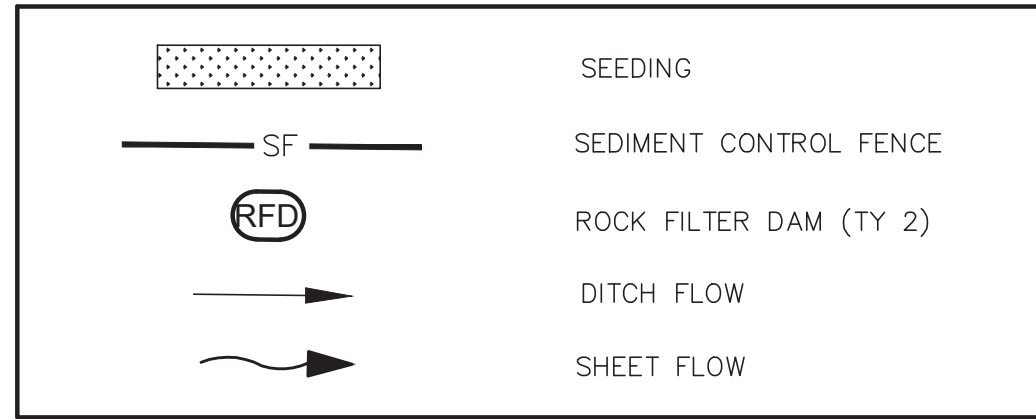 SEEDING
SF SEDIMENT CONTROL FENCE
RFD ROCK FILTER DAM (TY 2)
DITCH FLOW
SHEET FLOW